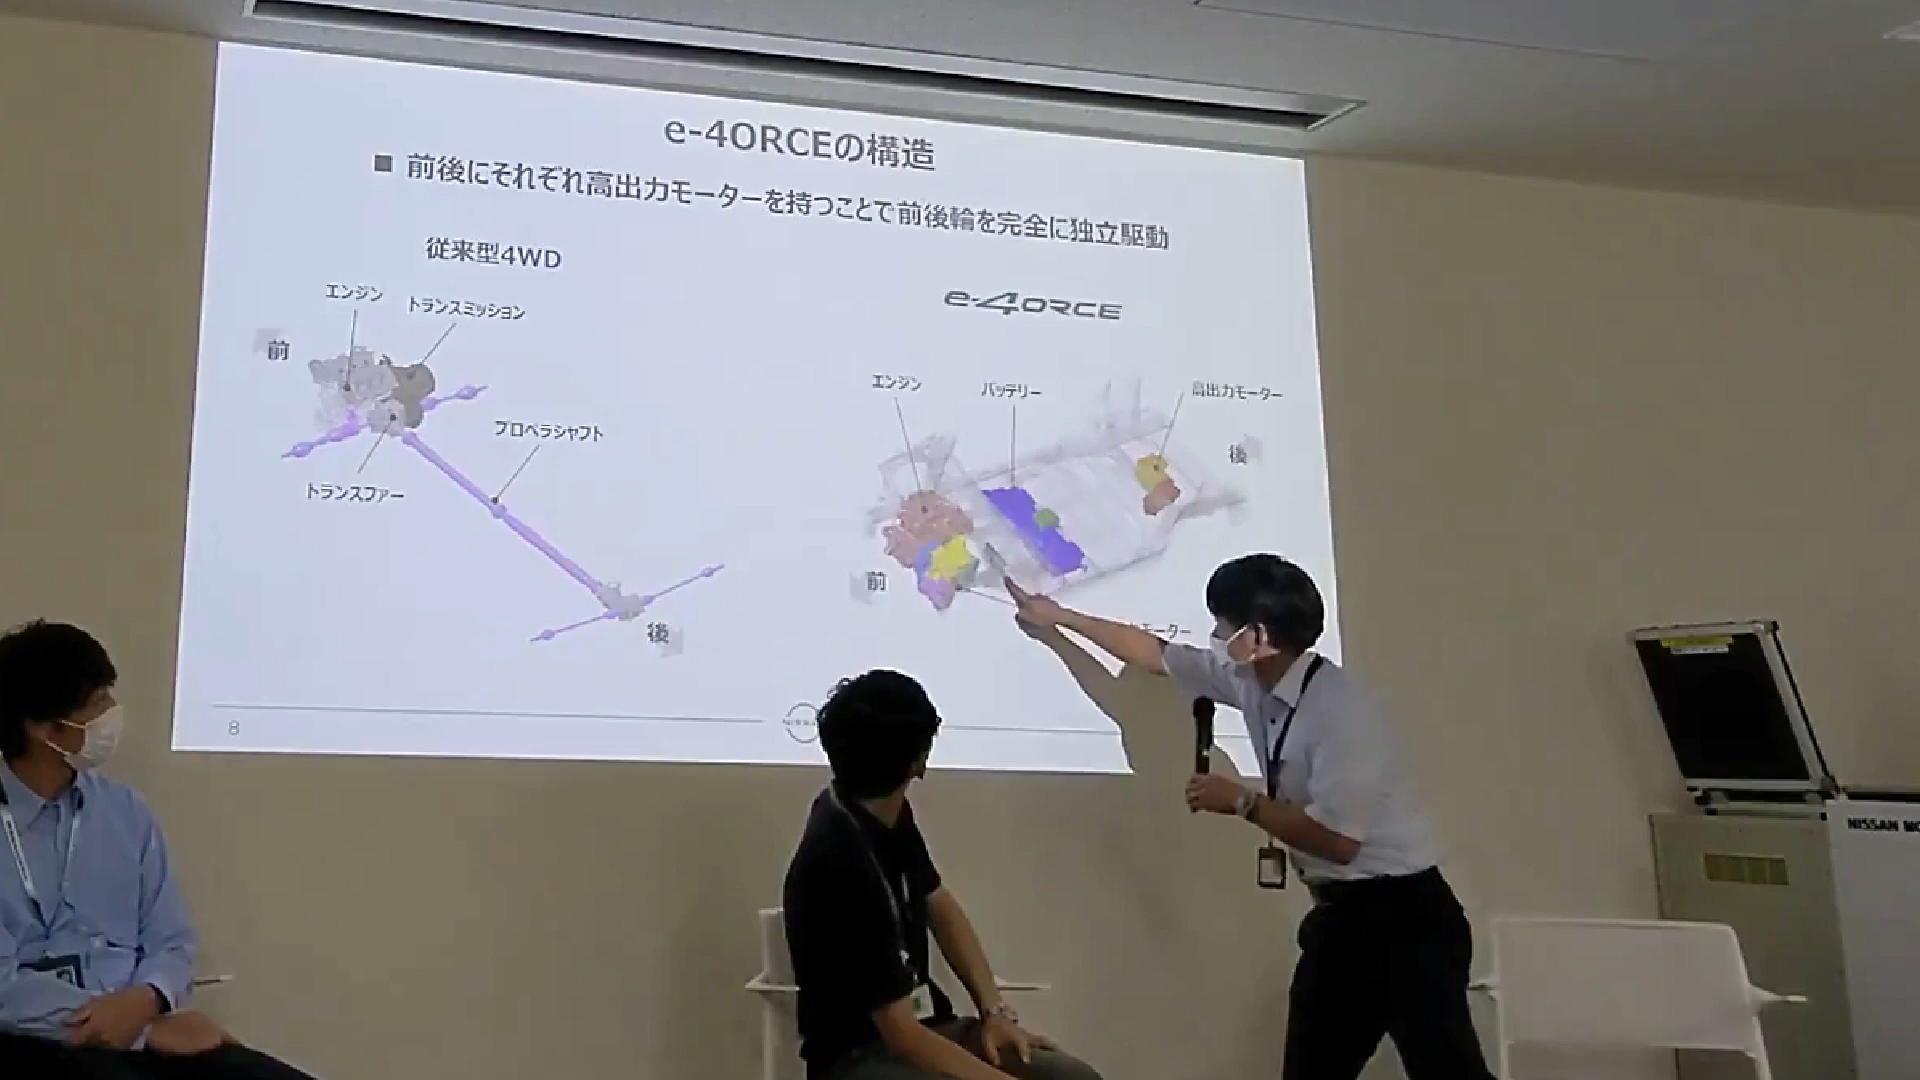 e-4ORCEの構造
■ 前後にそれぞれ高出力モーターを持つことで前後輪を完全に独立駆動
従来型4WD
エンジン
トランスミッション
前
プロペラシャフト
トランスファー
後
e-4ORCE
エンジン
バッテリー
高出力モーター
後
前
モーター
8
NISSAN MO